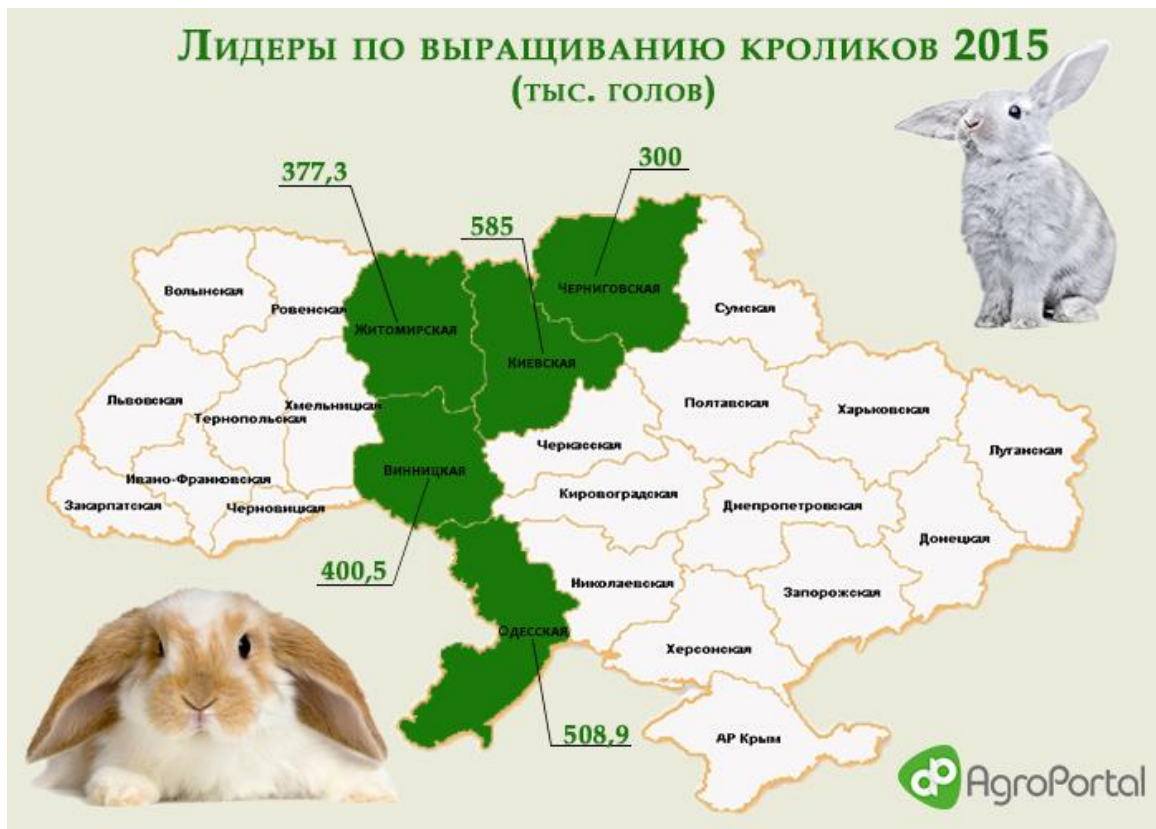 Лидеры по выращиванию кроликов 2015
(тыс. голов)
377,3
300
585
Волынская
Ровенская
Житомирская
Черниговская
Сумская
Киевская
Львовская
Тернопольская
Хмельницкая
Полтавская
Харьковская
Луганская
Черкасская
Винницкая
Ивано-Франковская
Закарпатская
Черновицкая
Кировоградская
Днепропетровская
Донецкая
400,5
Николаевская
Запорожская
Одесская
Херсонская
508,9
АР Крым
AgroPortal